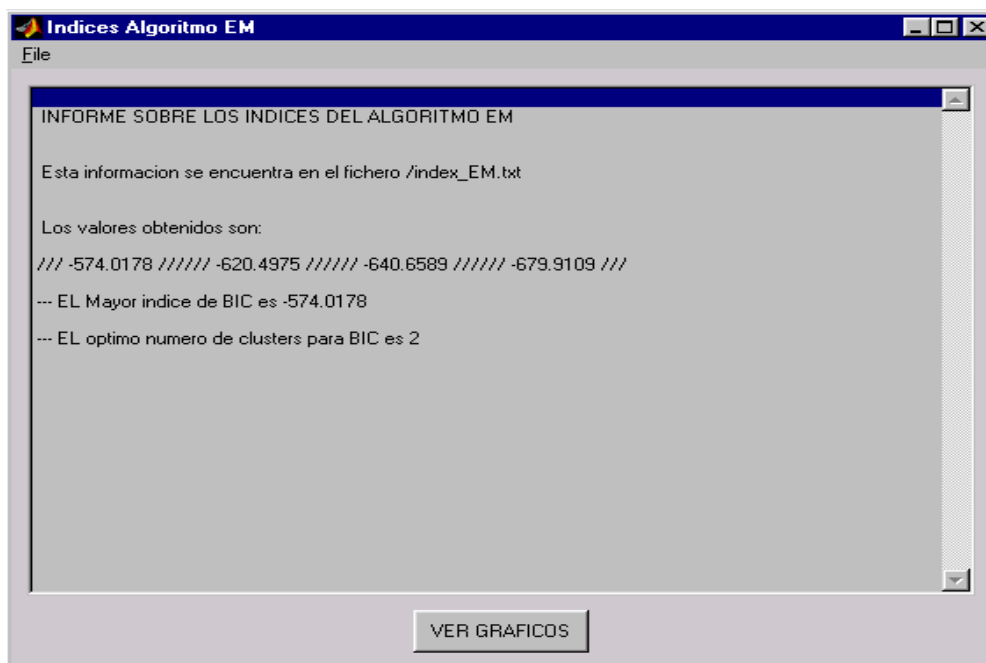 Indices Algoritmo EM
File
INFORME SOBRE LOS INDICES DEL ALGORITMO EM
Esta informacion se encuentra en el fichero /index_EM.txt
Los valores obtenidos son:
/// -574.0178 ////// -620.4975 ////// -640.6589 ////// -679.9109 ///
--- EL Mayor indice de BIC es -574.0178
--- EL optimo numero de clusters para BIC es 2
VER GRAFICOS